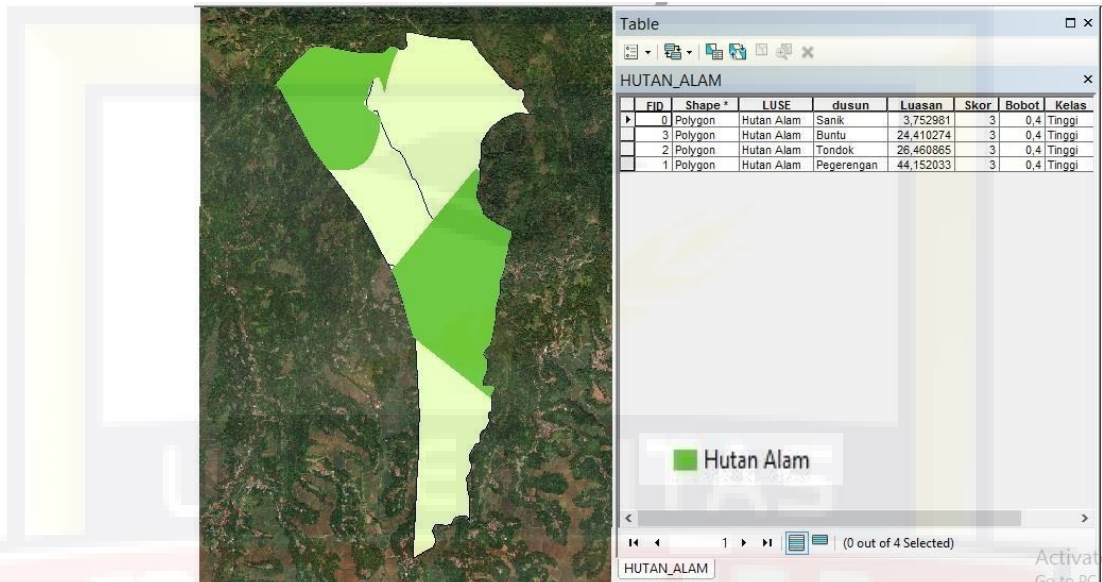 Table
HUTAN_ALAM
FID Shape * LUSE dusun Luasan Skor Bobot Kelas
0 Polygon Hutan Alam Sanik 3,752981 3 0,4 Tinggi
3 Polygon Hutan Alam Buntu 24,410274 3 0,4 Tinggi
2 Polygon Hutan Alam Tondok 26,460865 3 0,4 Tinggi
1 Polygon Hutan Alam Pegerengan 44,152033 3 0,4 Tinggi
Hutan Alam
1 (0 out of 4 Selected)
HUTAN_ALAM
Activat
Go to PC